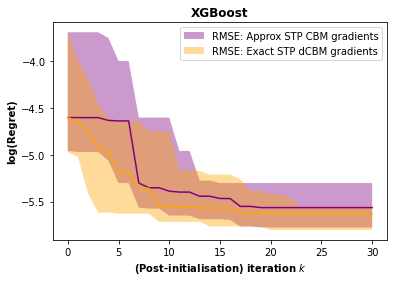 XGBoost
RMSE: Approx STP CBM gradients
RMSE: Exact STP dCBM gradients
log(Regret)
−4.0
−4.5
−5.0
−5.5
0 5 10 15 20 25 30
(Post-initialisation) iteration k